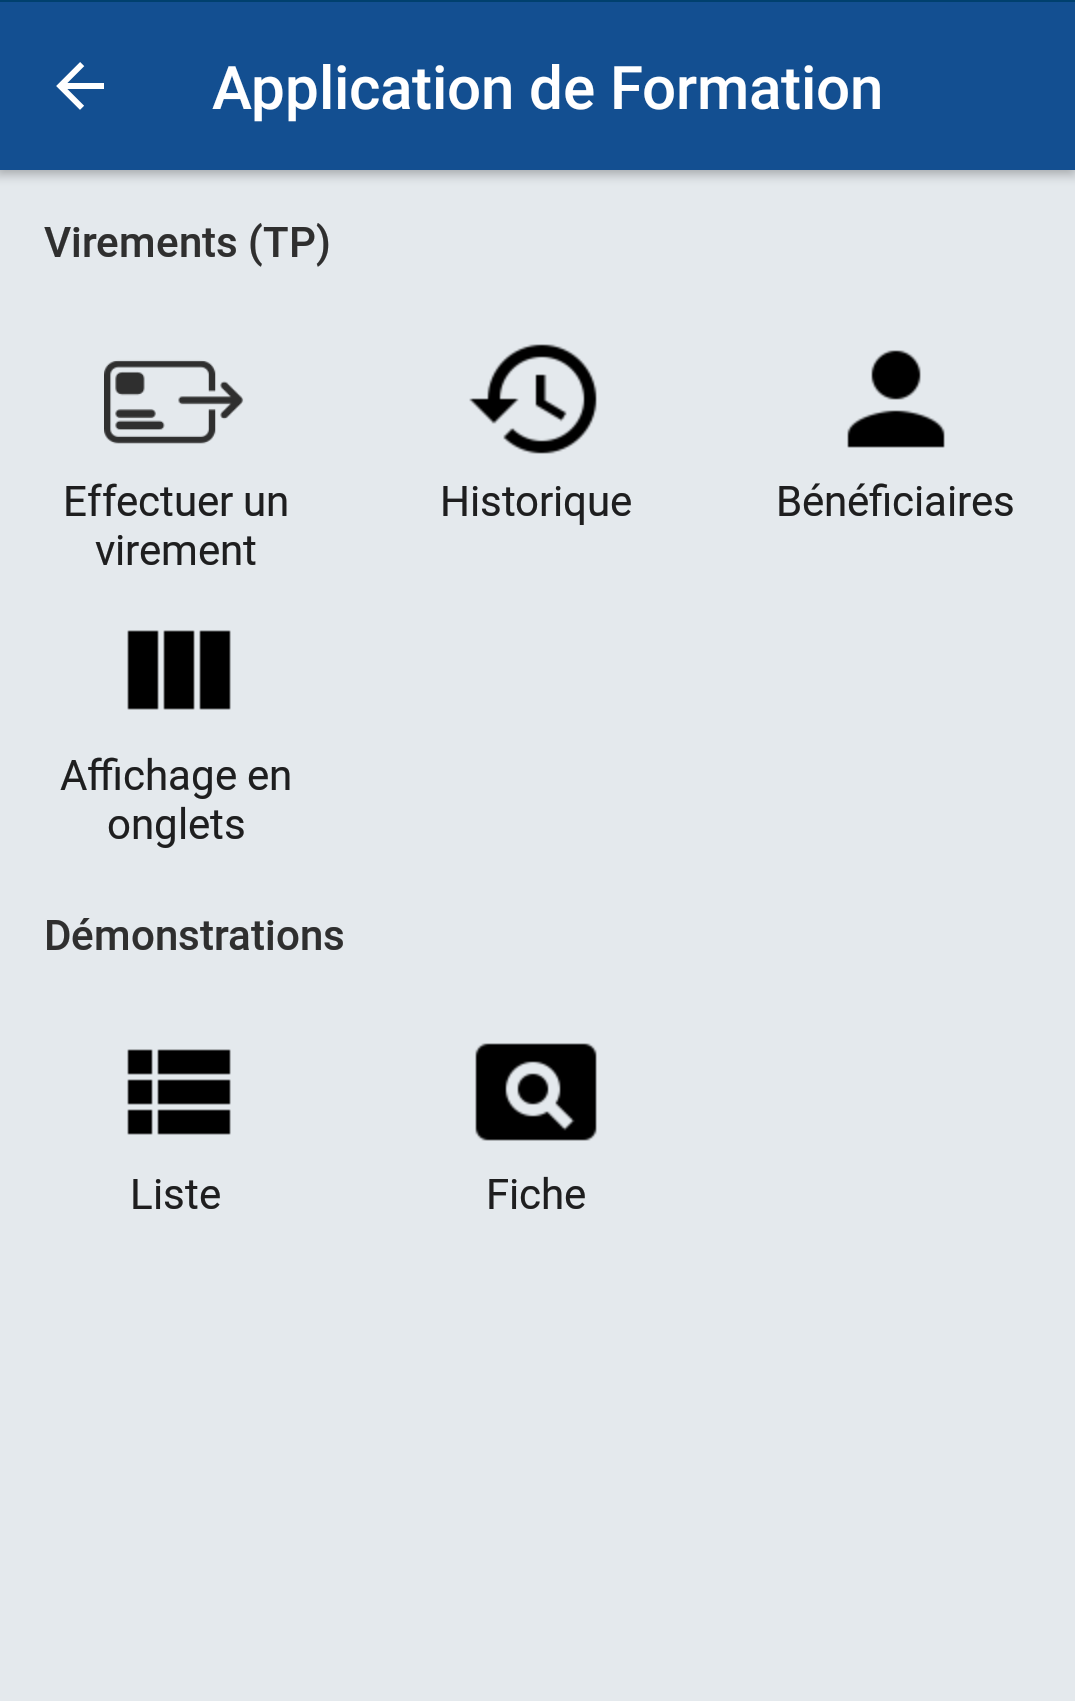 Application de Formation
Virements (TP)
Effectuer un
virement
Historique
Bénéficiaires
Affichage en
onglets
Démonstrations
Liste
Fiche